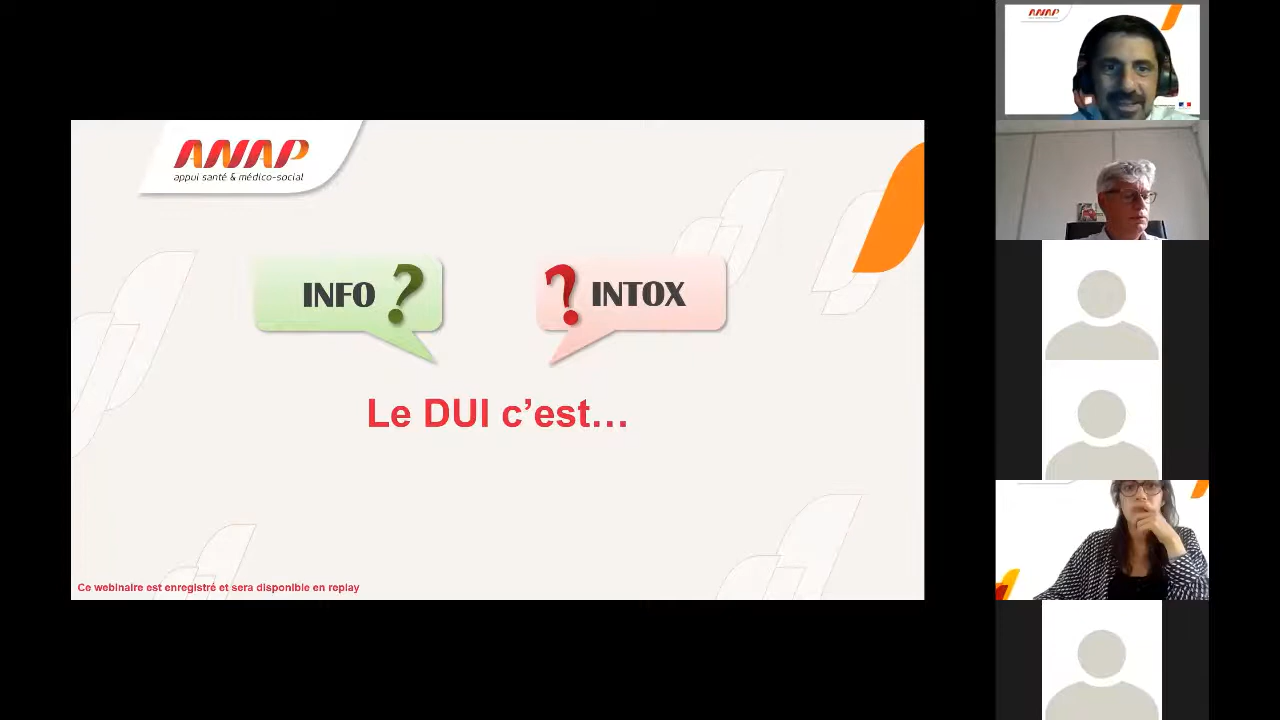 ANAP
appui santé & médico-social
INFO ?
? INTOX
Le DUI c'est...
Ce webinaire est enregistré et sera disponible en replay
ANAP